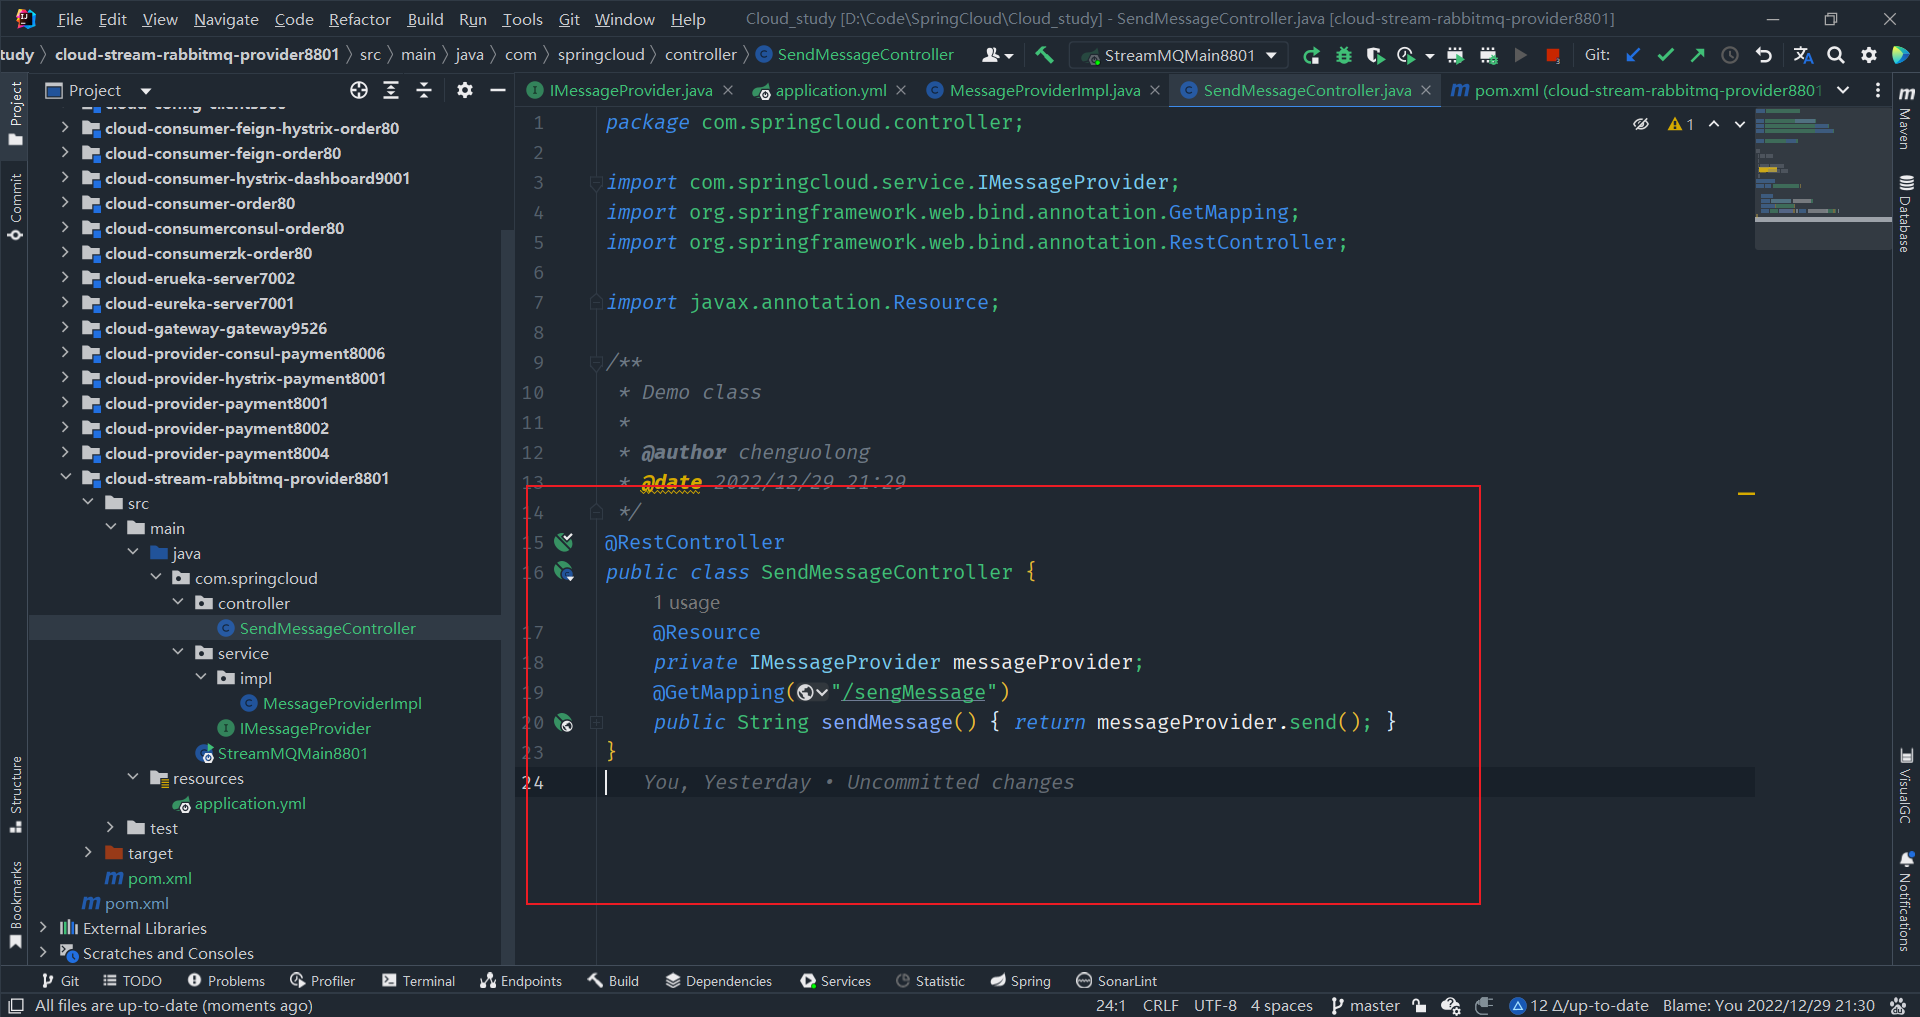 File Edit View Navigate Code Refactor Build Run Tools Git Window Help Cloud_study [D:\Code\SpringCloud\Cloud_study] - SendMessageController.java [cloud-stream-rabbitmq-provider8801]
tudy cloud-stream-rabbitmq-provider8801 src main java com springcloud controller SendMessageController StreamMQMain8801 Git:
Project
IMessageProvider.java application.yml MessageProviderImpl.java SendMessageController.java pom.xml (cloud-stream-rabbitmq-provider8801)
cloud-consumer-feign-hystrix-order80
cloud-consumer-feign-order80
cloud-consumer-hystrix-dashboard9001
cloud-consumer-order80
cloud-consumerconsul-order80
cloud-consumerzk-order80
cloud-erueka-server7002
cloud-eureka-server7001
cloud-gateway-gateway9526
cloud-provider-consul-payment8006
cloud-provider-hystrix-payment8001
cloud-provider-payment8001
cloud-provider-payment8002
cloud-provider-payment8004
cloud-stream-rabbitmq-provider8801
src
main
java
com.springcloud
controller
SendMessageController
service
impl
MessageProviderImpl
IMessageProvider
StreamMQMain8801
resources
application.yml
test
target
pom.xml
pom.xml
External Libraries
Scratches and Consoles
Project
Commit
Structure
Bookmarks
1 package com.springcloud.controller;
2
3 import com.springcloud.service.IMessageProvider;
4 import org.springframework.web.bind.annotation.GetMapping;
5 import org.springframework.web.bind.annotation.RestController;
6
7 import javax.annotation.Resource;
8
9 /**
10 * Demo class
11 *
12 * @author chenguolong
13 * @date 2022/12/29 21:29
14 */
15 @RestController
16 public class SendMessageController {
1 usage
17 @Resource
18 private IMessageProvider messageProvider;
19 @GetMapping("/sengMessage")
20 public String sendMessage() { return messageProvider.send(); }
23 }
24 You, Yesterday • Uncommitted changes
1
Maven
Database
VisualGC
Notifications
Git TODO Problems Profiler Terminal Endpoints Build Dependencies Services Statistic Spring SonarLint
All files are up-to-date (moments ago) 24:1 CRLF UTF-8 4 spaces master 12 Δ/up-to-date Blame: You 2022/12/29 21:30